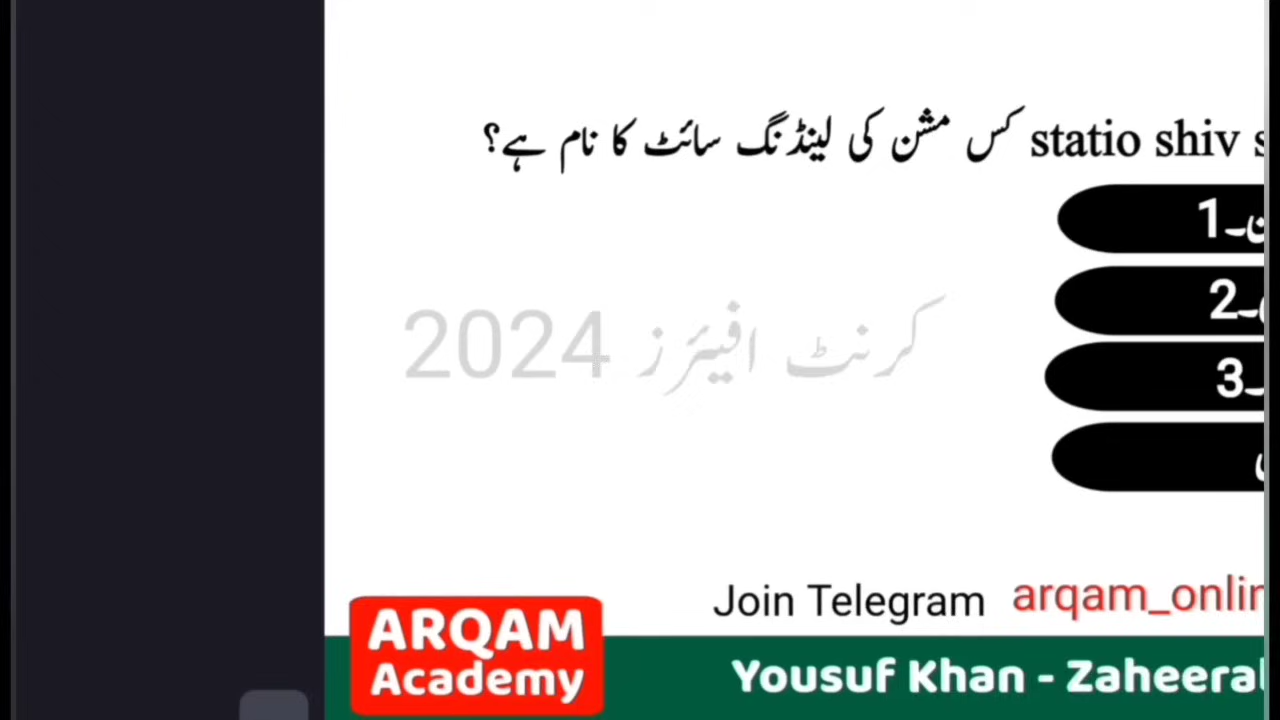 statio shiv s کس مشن کی لینڈنگ سائٹ کا نام ہے؟
ن۔1
۔2
۔3
کرنٹ افیئرز 2024
Join Telegram arqam_onlin
ARQAM
Academy
Yousuf Khan - Zaheera